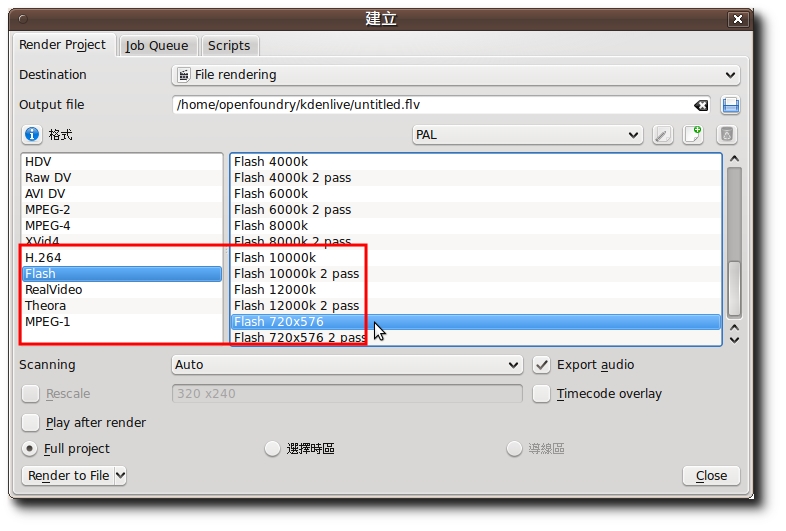 建立
Render Project Job Queue Scripts
Destination File rendering
Output file /home/openfoundry/kdenlive/untitled.flv
格式 PAL
HDV Flash 4000k
Raw DV Flash 4000k 2 pass
AVI DV Flash 6000k
MPEG-2 Flash 6000k 2 pass
MPEG-4 Flash 8000k
XVid4 Flash 8000k 2 pass
H.264 Flash 10000k
Flash Flash 10000k 2 pass
RealVideo Flash 12000k
Theora Flash 12000k 2 pass
MPEG-1 Flash 720x576
Flash 720x576 2 pass
Scanning Auto Export audio
Rescale 320 x240 Timecode overlay
Play after render
Full project 選擇時區 導線區
Render to File Close